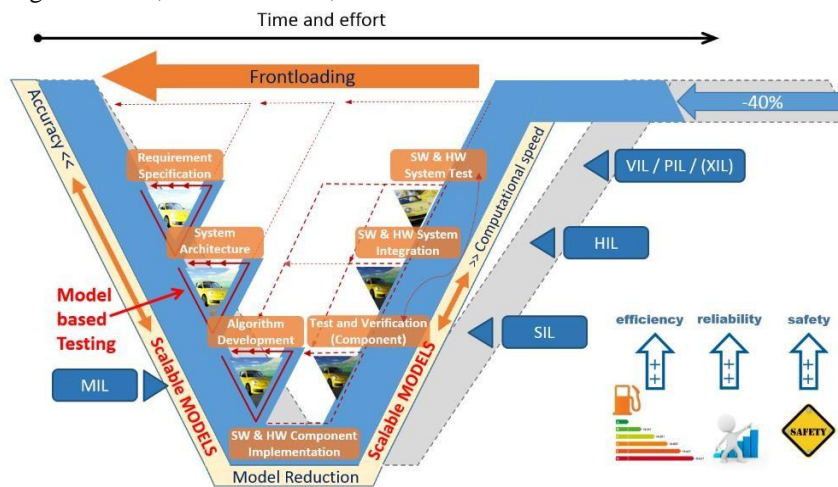 Time and effort
Frontloading
-40%
Accuracy <<
Requirement
Specification
SW & HW
System Test
VIL / PIL / (XIL)
>> Computational speed
System
Architecture
SW & HW System
Integration
HIL
Model
based
Testing
Algorithm
Development
Test and Verification
(Component)
SIL
efficiency
reliability
safety
MIL
Scalable MODELS
Scalable MODELS
SW & HW Component
Implementation
Model Reduction
++
++
++
SAFETY